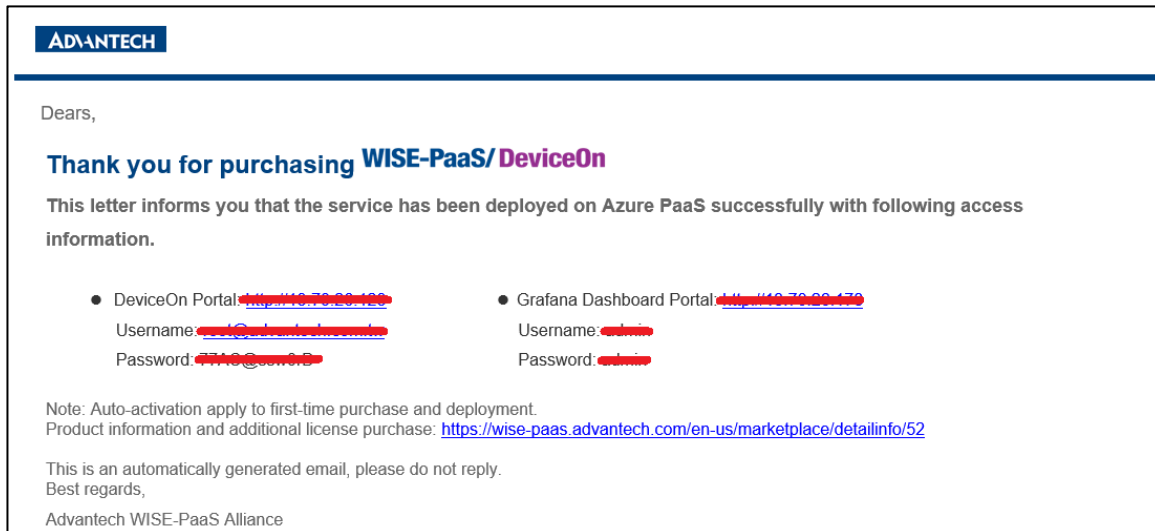 ADVANTECH
Dears,
Thank you for purchasing WISE-PaaS/DeviceOn
This letter informs you that the service has been deployed on Azure PaaS successfully with following access
information.
● DeviceOn Portal:
● Grafana Dashboard Portal:
Username:
Username:
Password:
Password:
Note: Auto-activation apply to first-time purchase and deployment.
Product information and additional license purchase: https://wise-paas.advantech.com/en-us/marketplace/detailinfo/52
This is an automatically generated email, please do not reply.
Best regards,
Advantech WISE-PaaS Alliance